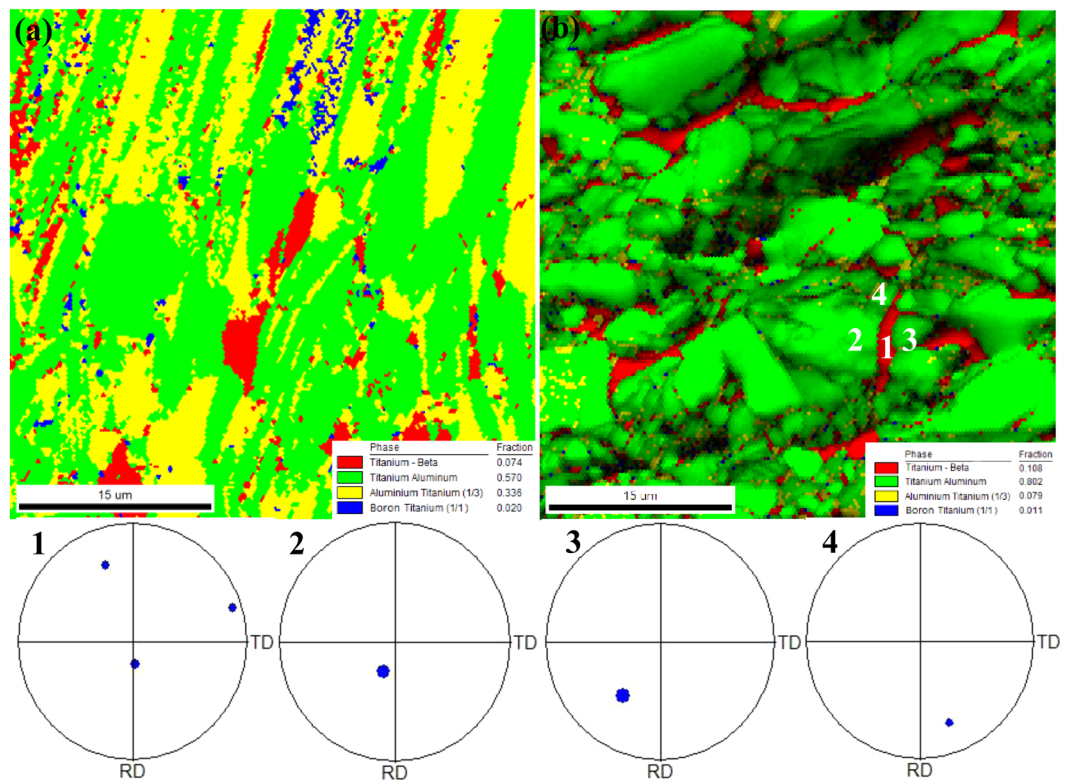 (a)
(b)
4
2
1
3
Phase Fraction
Titanium - Beta 0.074
Titanium Aluminum 0.570
Aluminium Titanium (1/3) 0.336
Boron Titanium (1/1) 0.020
15 um
Phase Fraction
Titanium - Beta 0.108
Titanium Aluminum 0.802
Aluminium Titanium (1/3) 0.079
Boron Titanium (1/1) 0.011
15 um
1
TD
RD
2
TD
RD
3
TD
RD
4
TD
RD